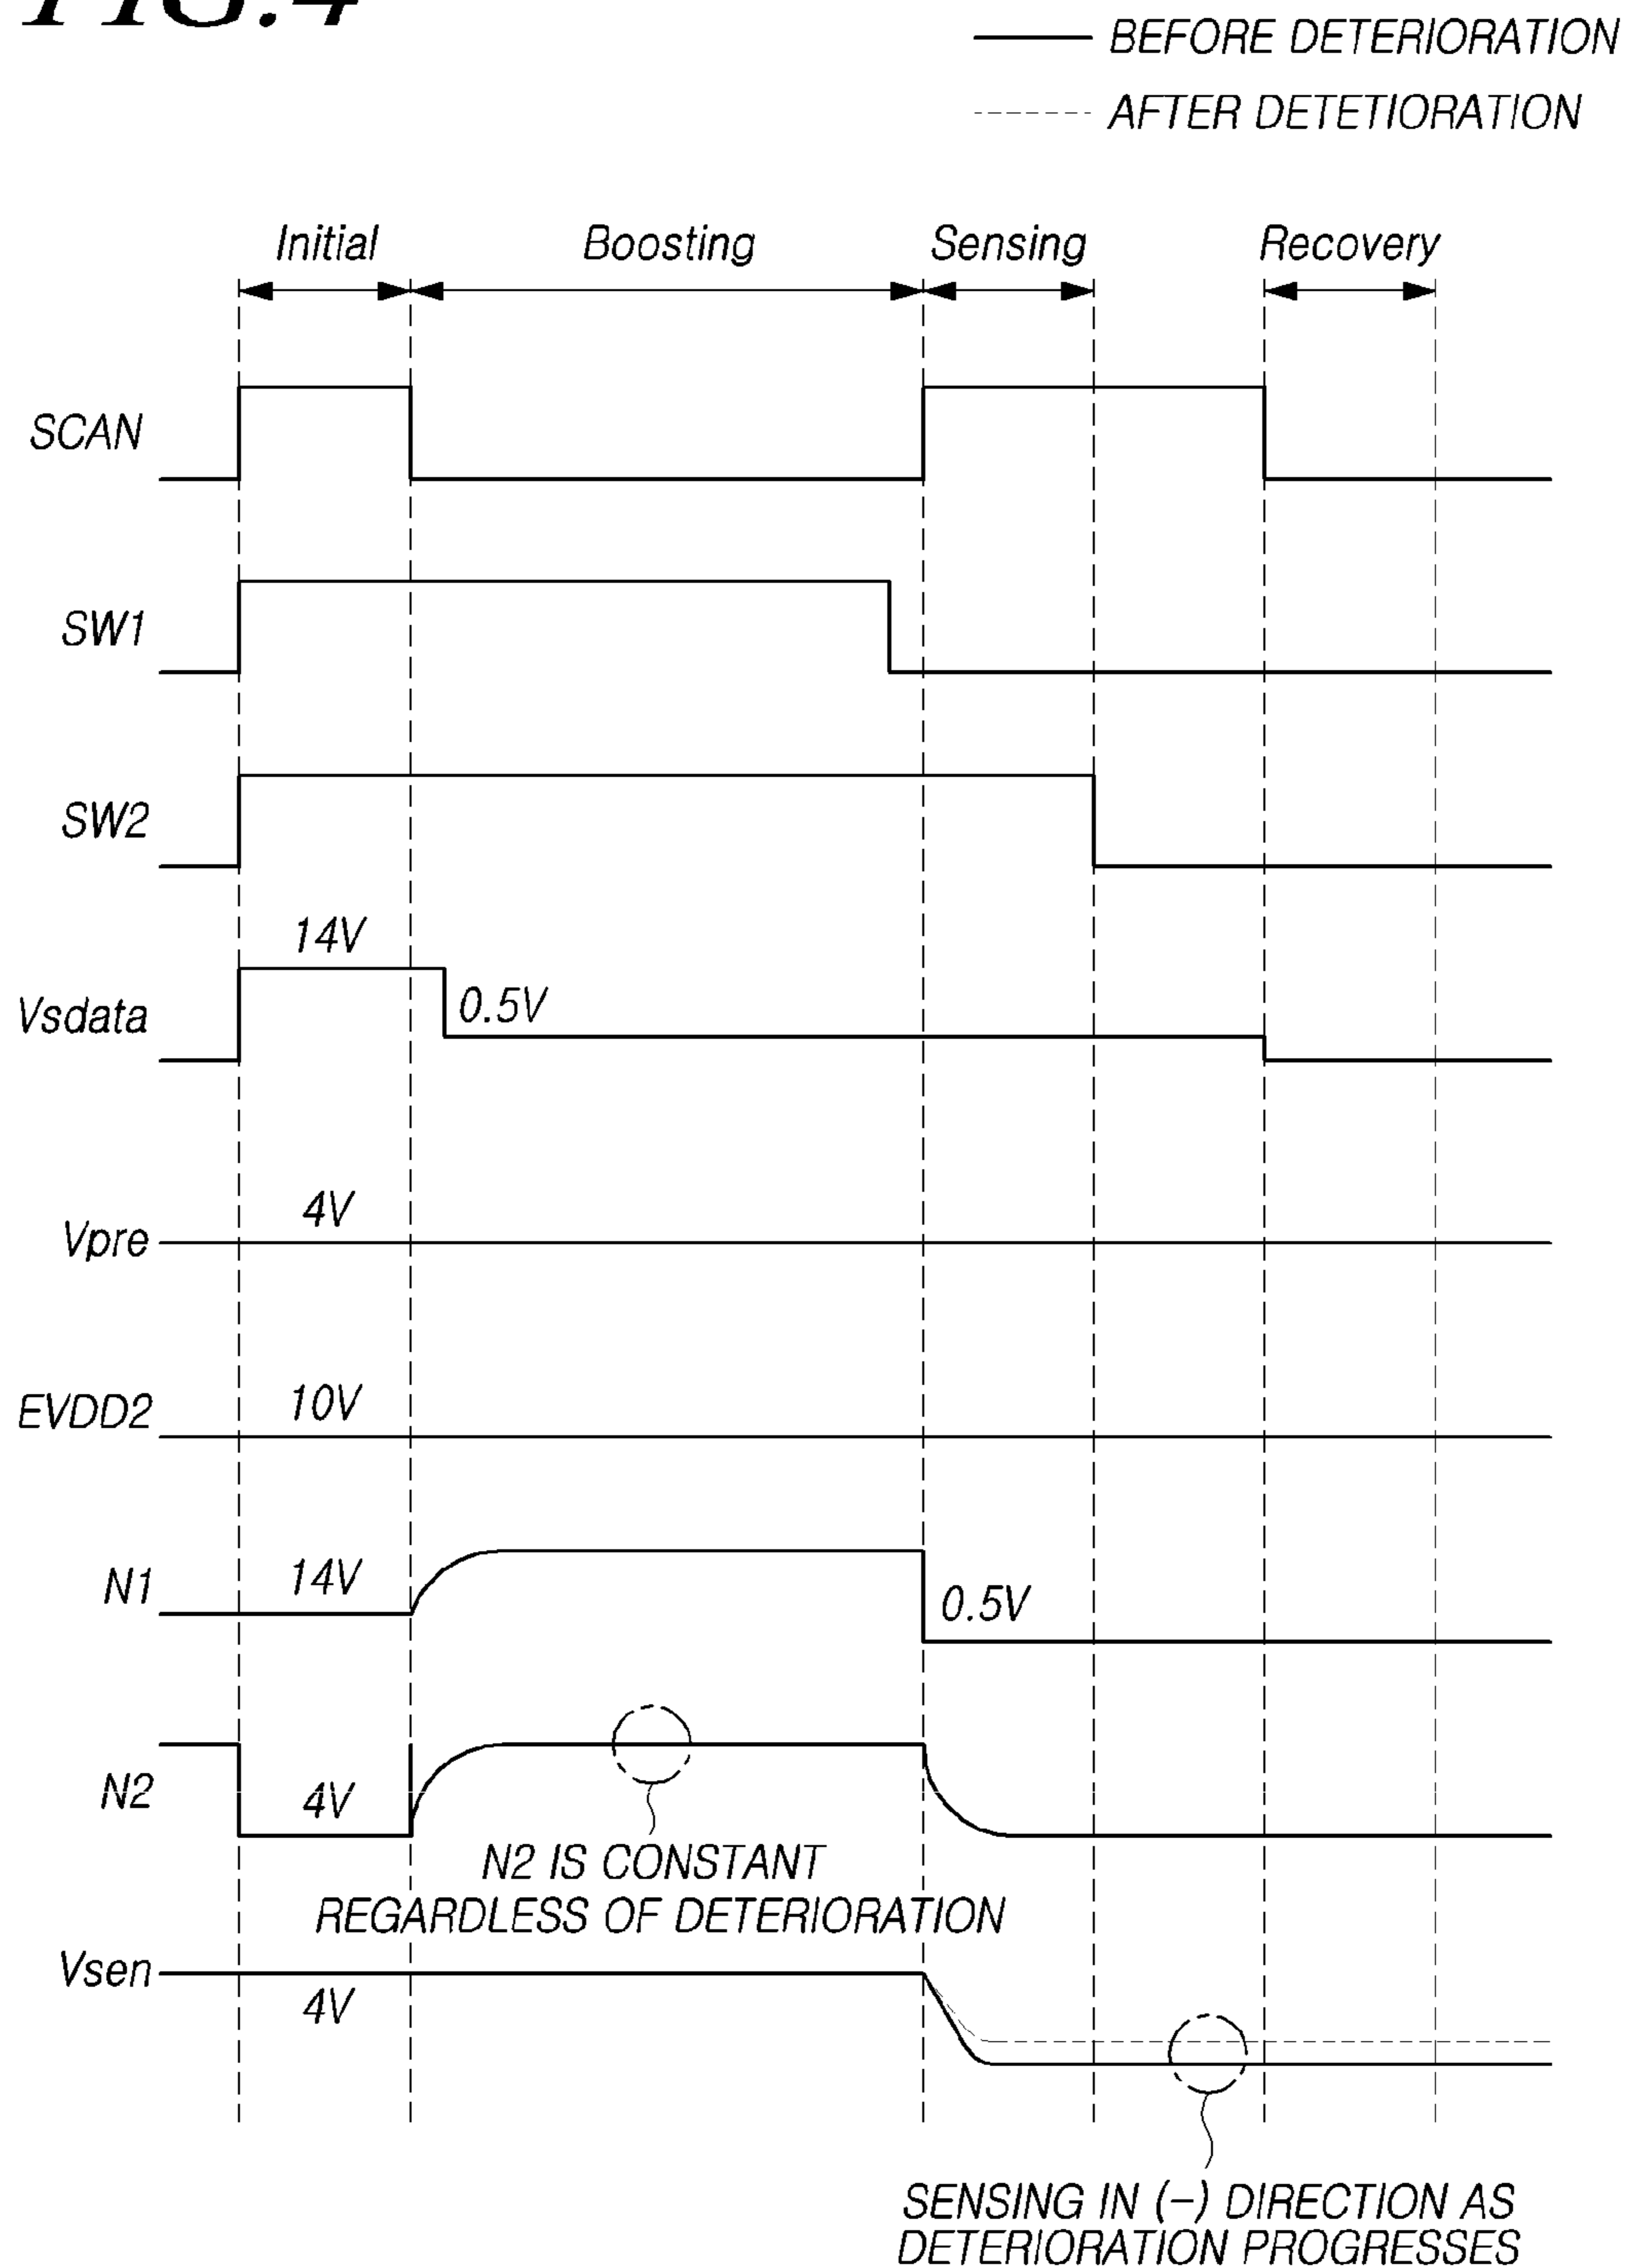 FIG.4
BEFORE DETERIORATION
AFTER DETETIORATION
Initial
Boosting
Sensing
Recovery
SCAN
SW1
SW2
14V
Vsdata
0.5V
4V
Vpre
10V
EVDD2
14V
N1
0.5V
N2
4V
N2 IS CONSTANT
REGARDLESS OF DETERIORATION
Vsen
4V
SENSING IN (−) DIRECTION AS
DETERIORATION PROGRESSES